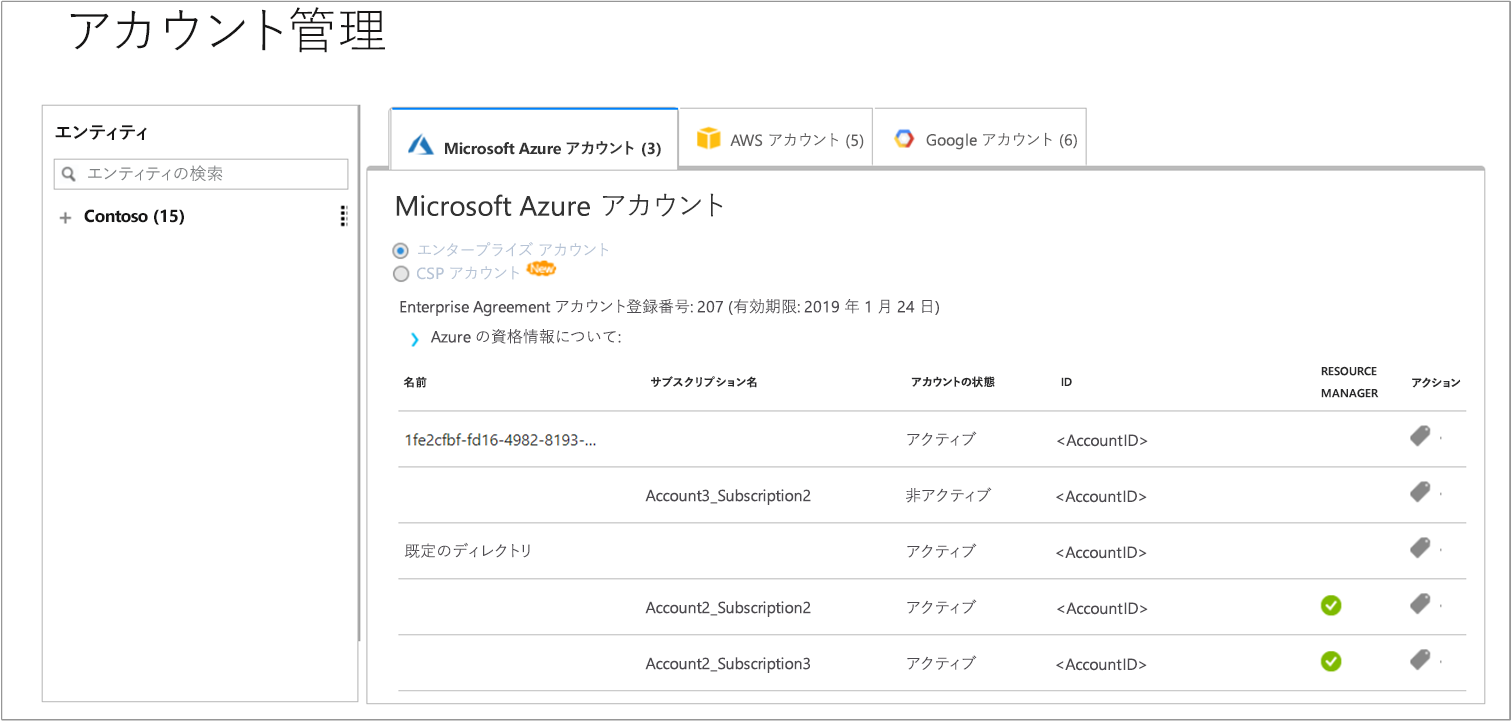 アカウント管理
エンティティ
エンティティの検索
Contoso (15)
Microsoft Azure アカウント (3)
AWS アカウント (5)
Google アカウント (6)
Microsoft Azure アカウント
エンタープライズ アカウント
CSP アカウント New
Enterprise Agreement アカウント登録番号: 207 (有効期限: 2019 年 1 月 24 日)
Azure の資格情報について:
名前 サブスクリプション名 アカウントの状態 ID RESOURCE MANAGER アクション
1fe2cfbf-fd16-4982-8193-... アクティブ <AccountID>
Account3_Subscription2 非アクティブ <AccountID>
既定のディレクトリ アクティブ <AccountID>
Account2_Subscription2 アクティブ <AccountID>
Account2_Subscription3 アクティブ <AccountID>